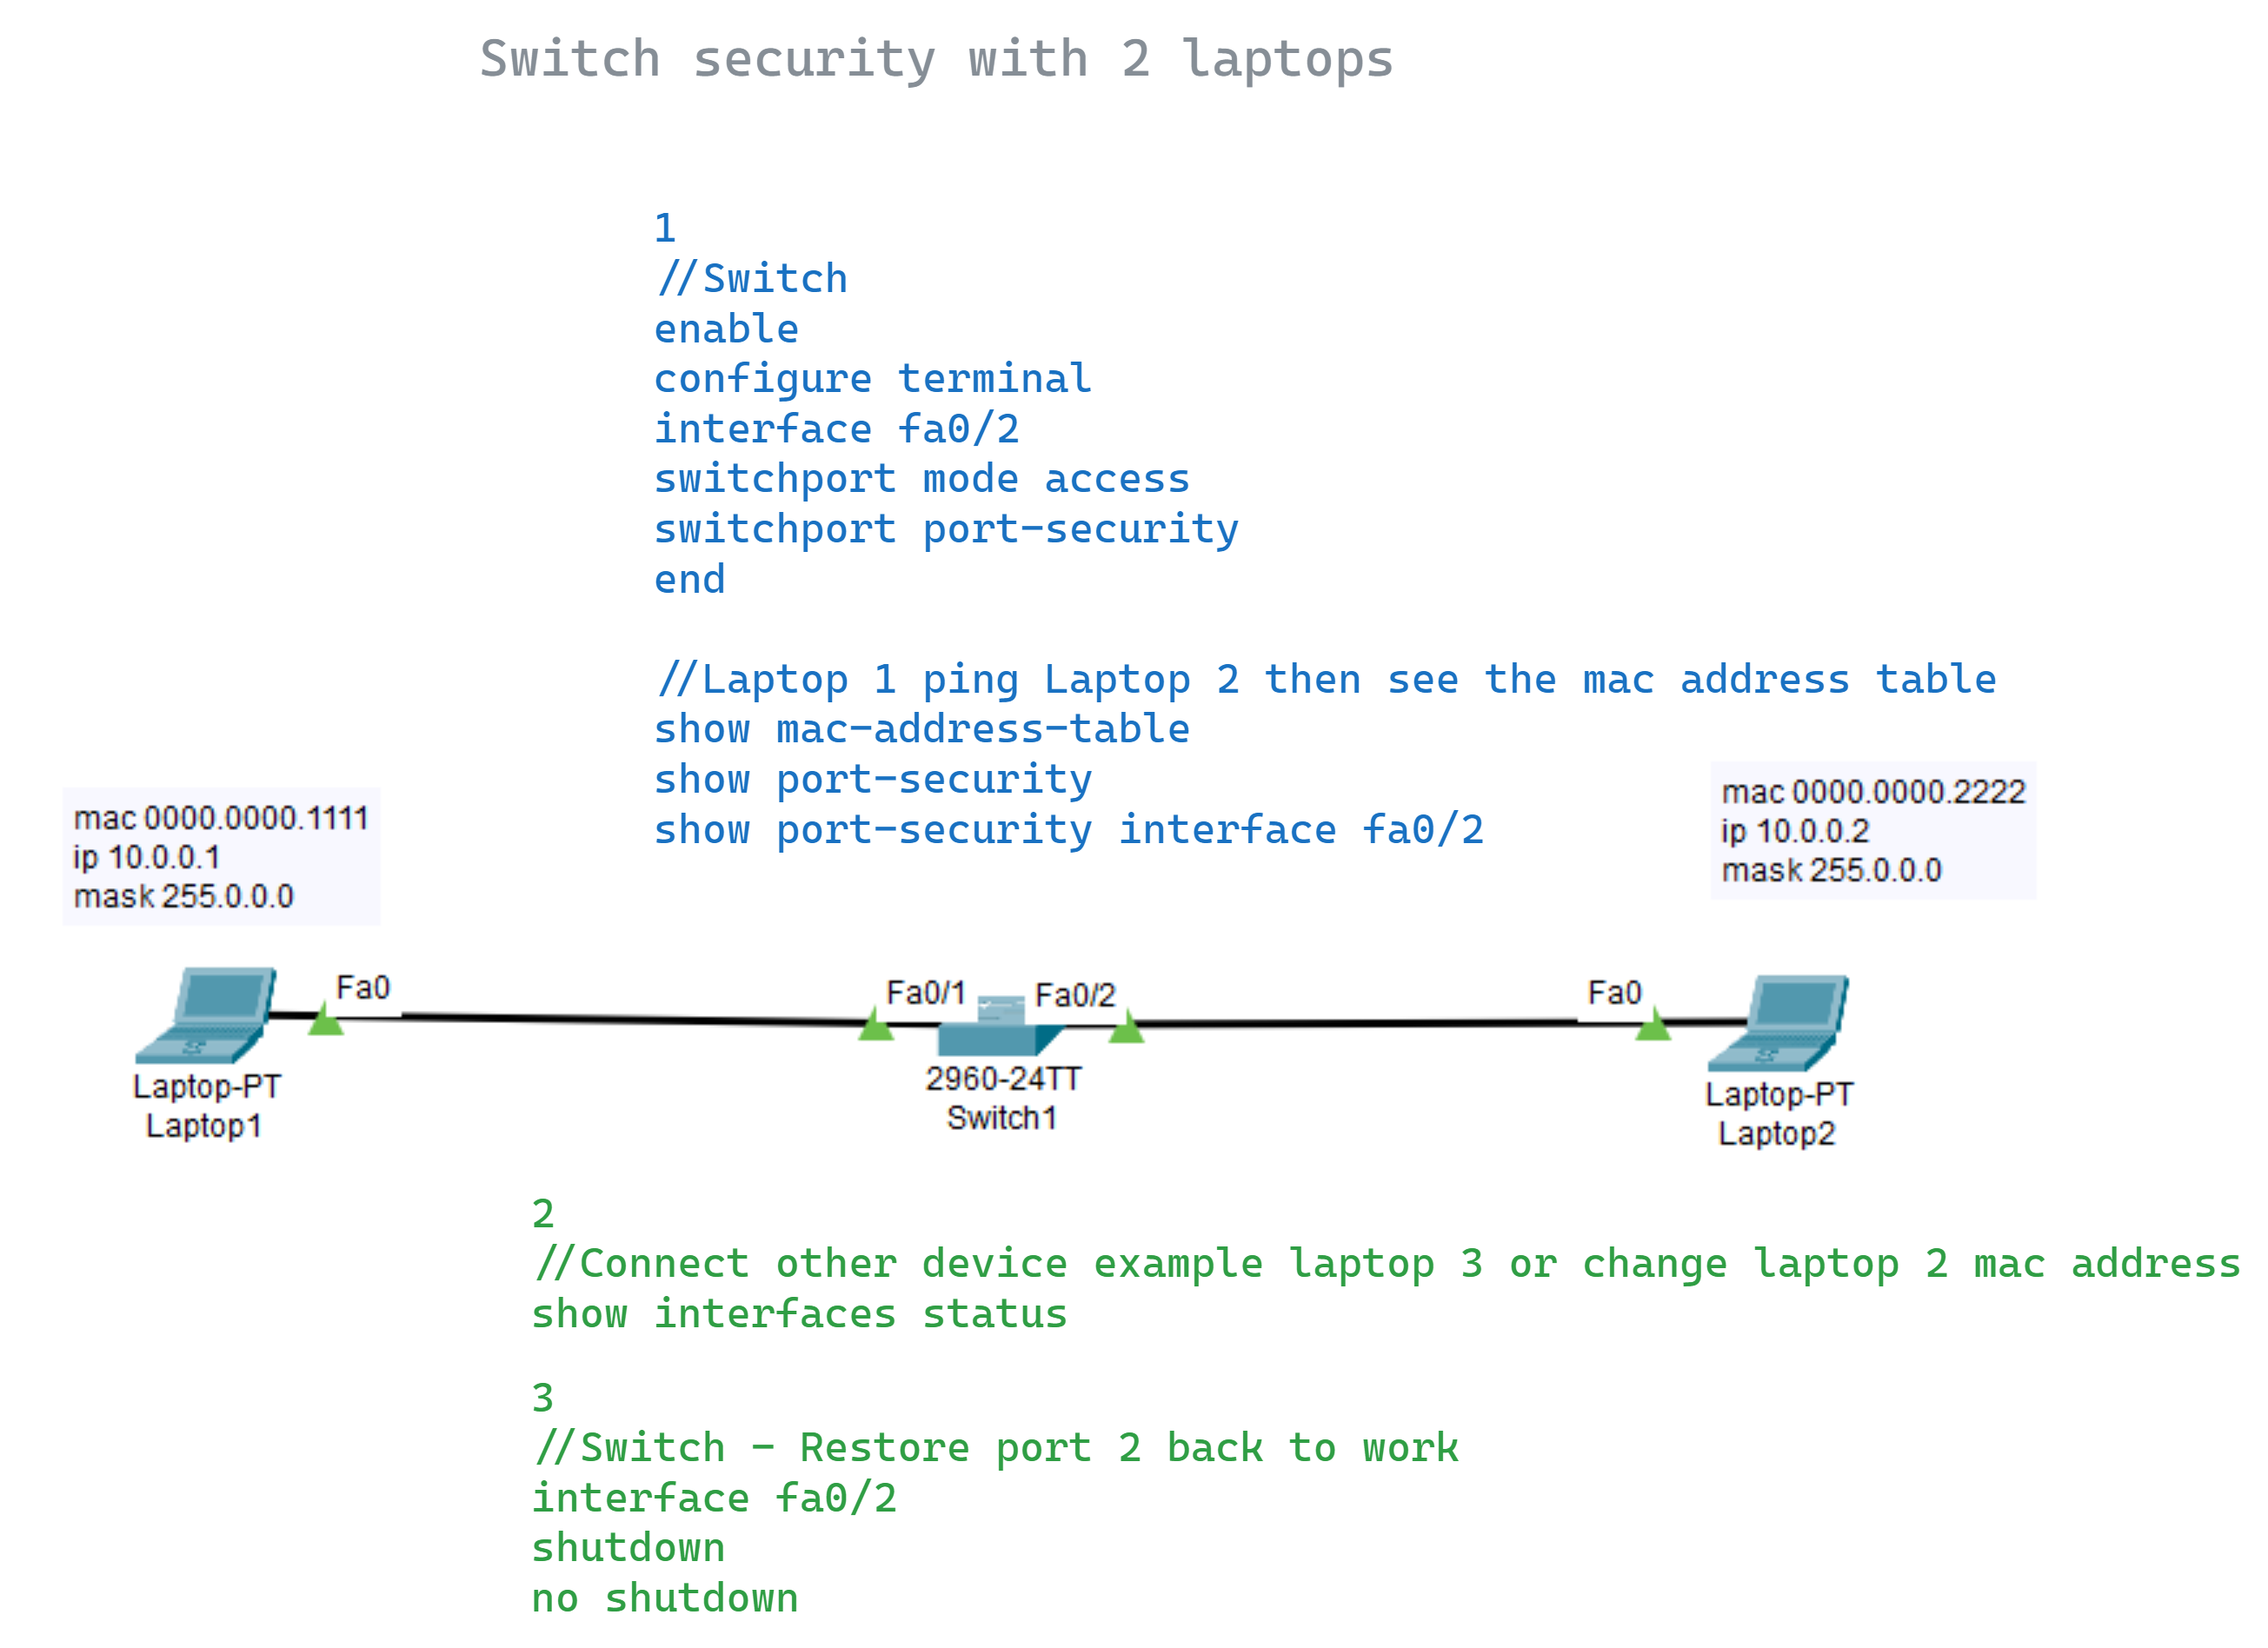 Switch security with 2 laptops
1
//Switch
enable
configure terminal
interface fa0/2
switchport mode access
switchport port-security
end
//Laptop 1 ping Laptop 2 then see the mac address table
show mac-address-table
show port-security
show port-security interface fa0/2
mac 0000.0000.1111
ip 10.0.0.1
mask 255.0.0.0
mac 0000.0000.2222
ip 10.0.0.2
mask 255.0.0.0
Fa0
Fa0/1
Fa0/2
Fa0
Laptop-PT
Laptop1
2960-24TT
Switch1
Laptop-PT
Laptop2
2
//Connect other device example laptop 3 or change laptop 2 mac address
show interfaces status
3
//Switch - Restore port 2 back to work
interface fa0/2
shutdown
no shutdown